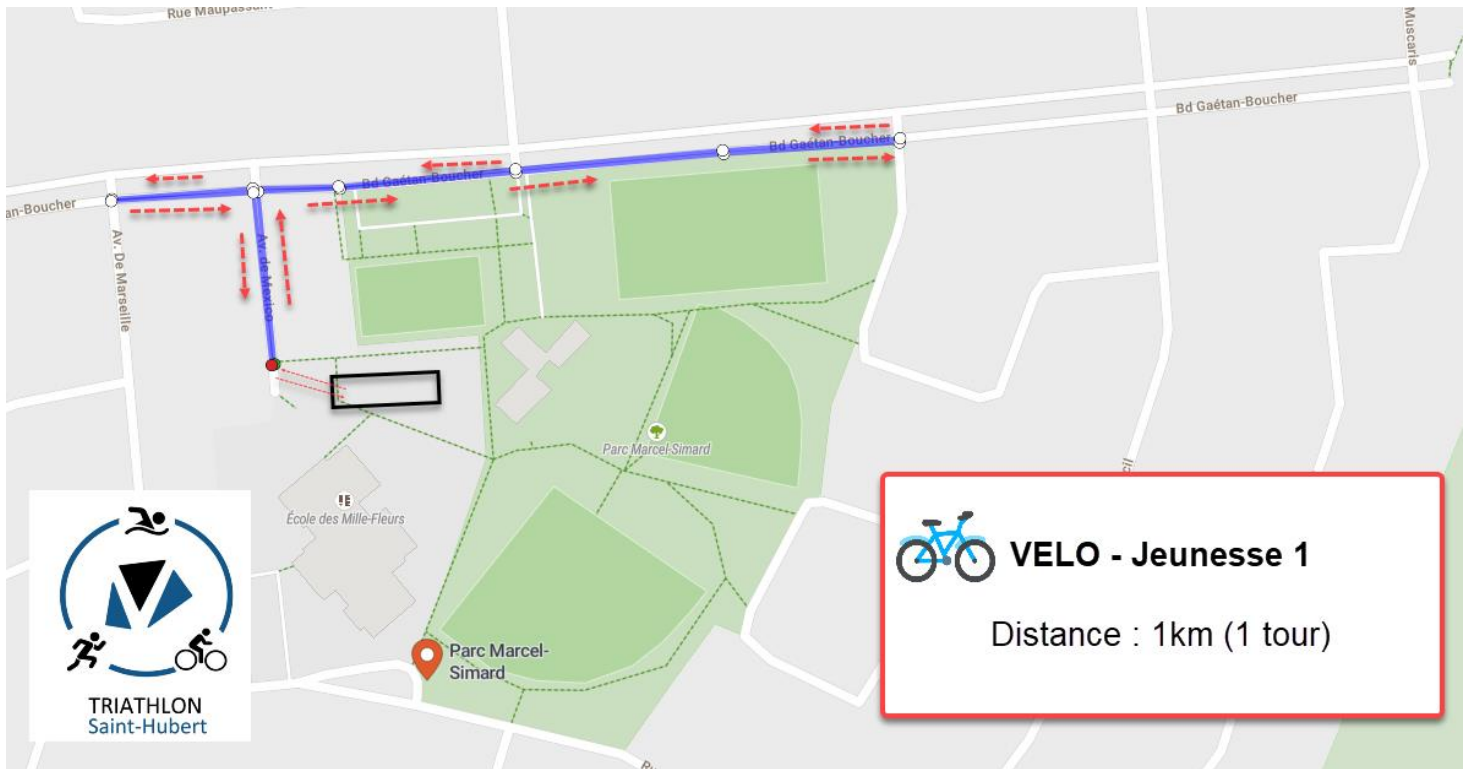 Rue Maupassant
Muscaris
Bd Gaétan-Boucher
Bd Gaétan-Boucher
Bd Gaétan-Boucher
an-Boucher
Av. De Marseille
Av. de Mexico
Parc Marcel-Simard
École des Mille-Fleurs
Parc Marcel-
Simard
TRIATHLON
Saint-Hubert
VELO - Jeunesse 1
Distance : 1km (1 tour)